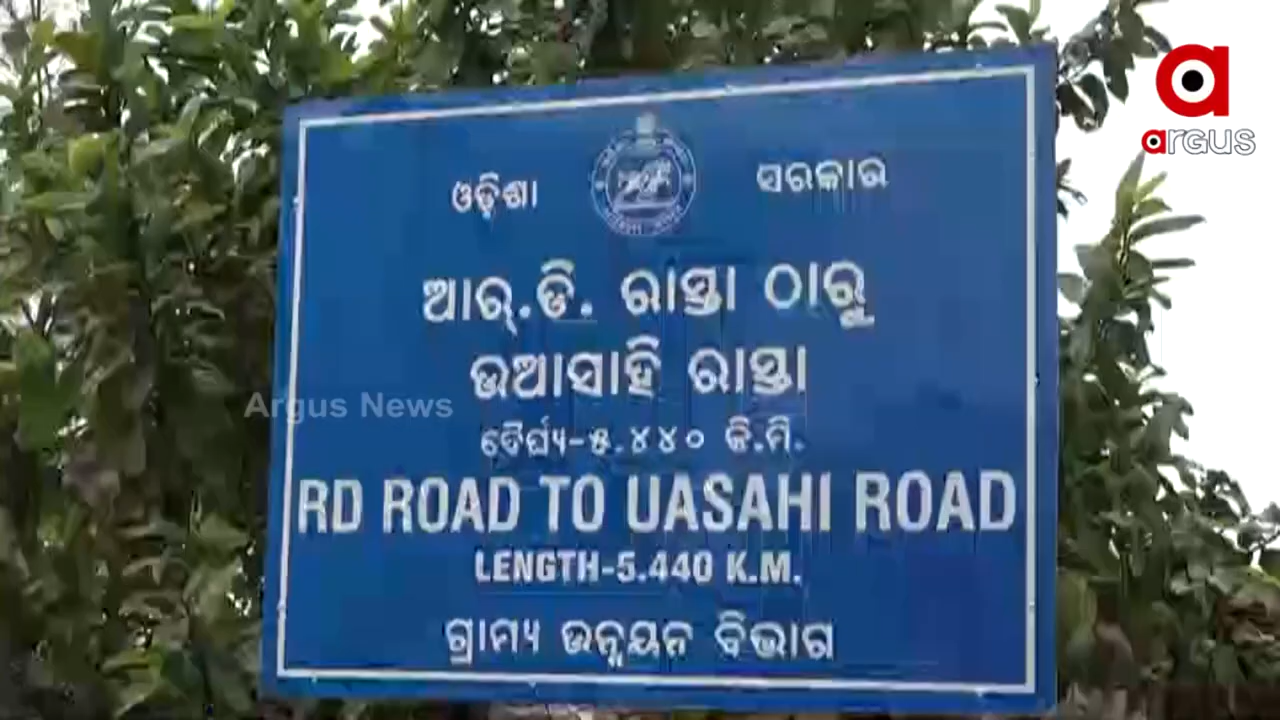 argus
ଓଡ଼ିଶା ସରକାର
ଆର୍.ଡି. ରାସ୍ତା ଠାରୁ
ଉଆସାହି ରାସ୍ତା
Argus News
ଦୈର୍ଘ୍ୟ-୫.୪୪୦ କି.ମି.
RD ROAD TO UASAHI ROAD
LENGTH-5.440 K.M.
ଗ୍ରାମ୍ୟ ଉନ୍ନୟନ ବିଭାଗ